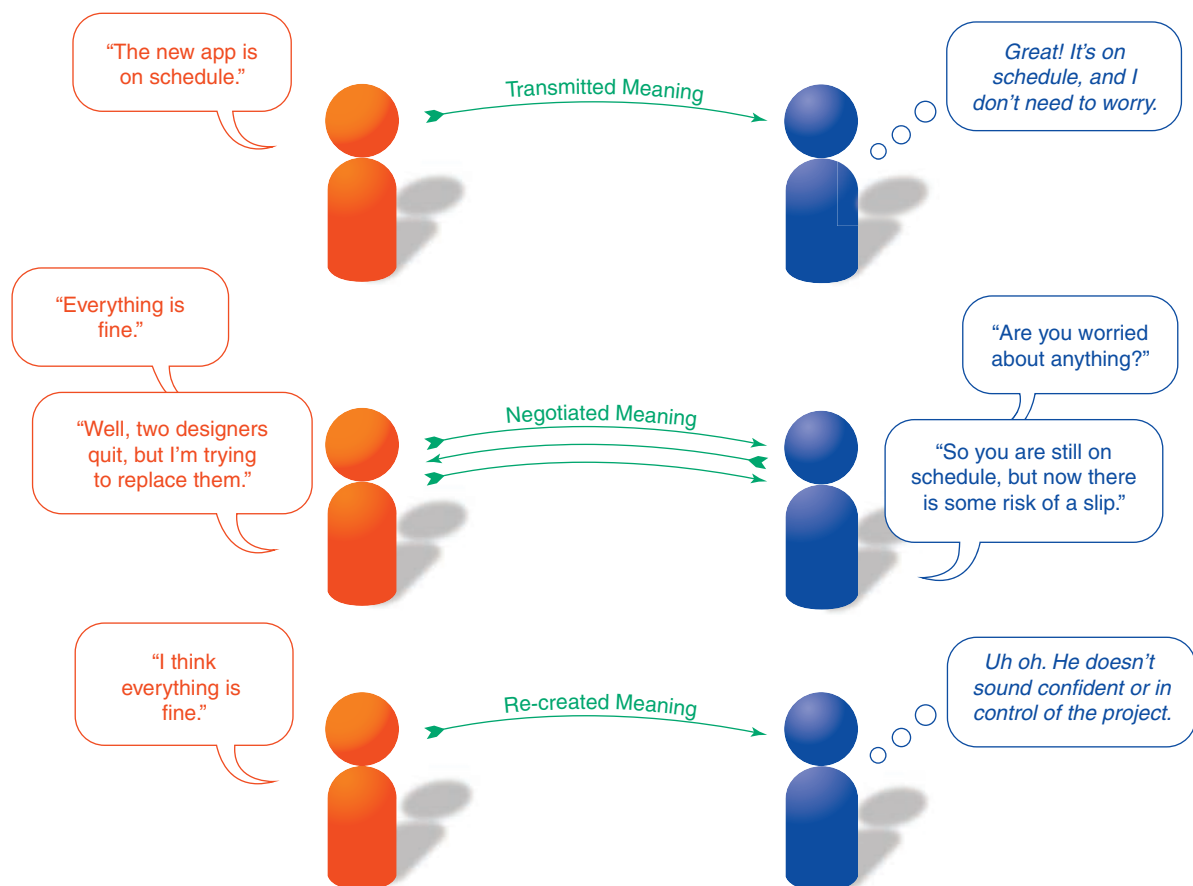 “The new app is
on schedule.”
Transmitted Meaning
Great! It’s on
schedule, and I
don’t need to worry.
“Everything is
fine.”
“Are you worried
about anything?”
“Well, two designers
quit, but I’m trying
to replace them.”
Negotiated Meaning
“So you are still on
schedule, but now there
is some risk of a slip.”
“I think
everything is
fine.”
Re-created Meaning
Uh oh. He doesn’t
sound confident or in
control of the project.